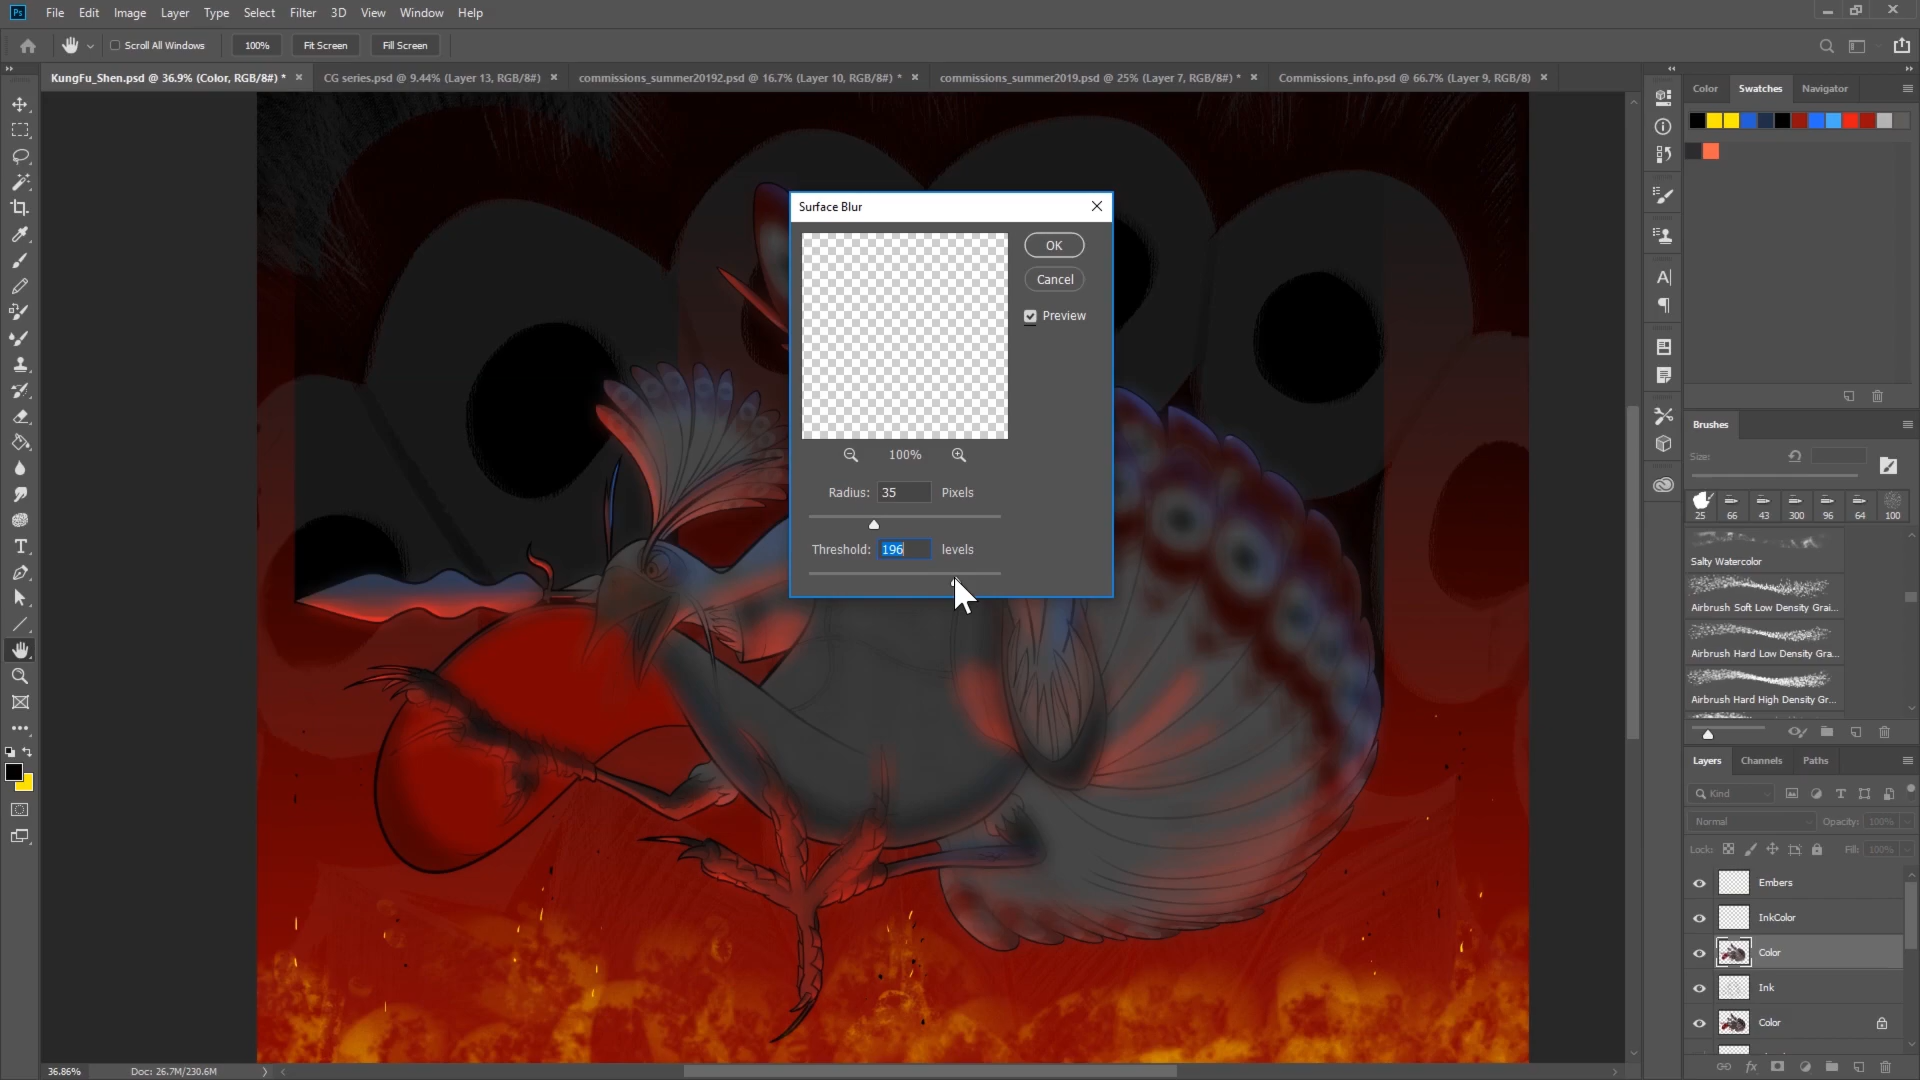 Ps File Edit Image Layer Type Select Filter 3D View Window Help
Scroll All Windows 100% Fit Screen Fill Screen
KungFu_Shen.psd @ 36.9% (Color, RGB/8#) * CG series.psd @ 9.44% (Layer 13, RGB/8#) commissions_summer20192.psd @ 16.7% (Layer 10, RGB/8#) * commissions_summer2019.psd @ 25% (Layer 7, RGB/8#) * Commissions_info.psd @ 66.7% (Layer 9, RGB/8)
Color Swatches Navigator
Surface Blur
OK
Cancel
Preview
100%
Radius: 35 Pixels
Threshold: 196 levels
Brushes
Size:
25 66 43 300 96 64 100
Salty Watercolor
Airbrush Soft Low Density Grai...
Airbrush Hard Low Density Gra...
Airbrush Hard High Density Gr...
Layers Channels Paths
Kind
Normal Opacity: 100%
Lock: Fill: 100%
Embers
InkColor
Color
Ink
Color
36.86% Doc: 26.7M/230.6M